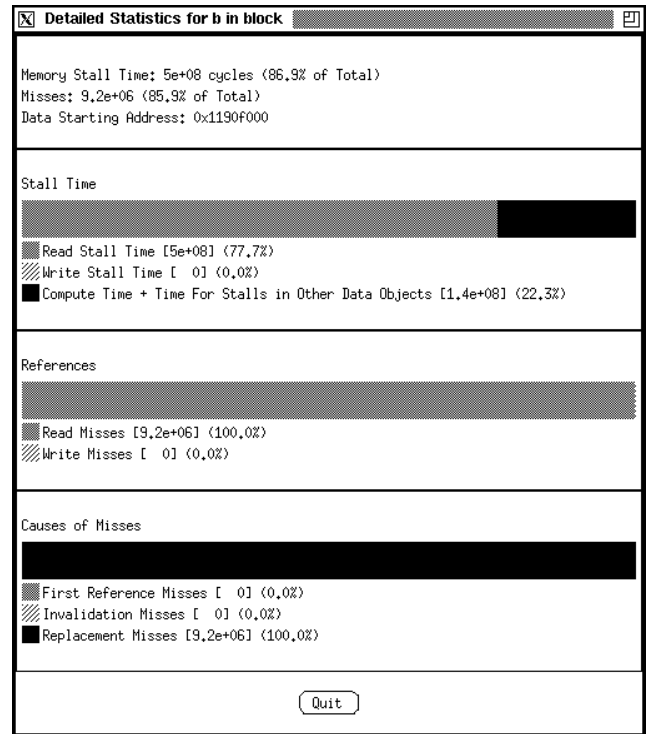 Detailed Statistics for b in block
Memory Stall Time: 5e+08 cycles (86.9% of Total)
Misses: 9.2e+06 (85.9% of Total)
Data Starting Address: 0x1190f000
Stall Time
Read Stall Time [5e+08] (77.7%)
Write Stall Time [  0] (0.0%)
Compute Time + Time For Stalls in Other Data Objects [1.4e+08] (22.3%)
References
Read Misses [9.2e+06] (100.0%)
Write Misses [  0] (0.0%)
Causes of Misses
First Reference Misses [  0] (0.0%)
Invalidation Misses [  0] (0.0%)
Replacement Misses [9.2e+06] (100.0%)
Quit